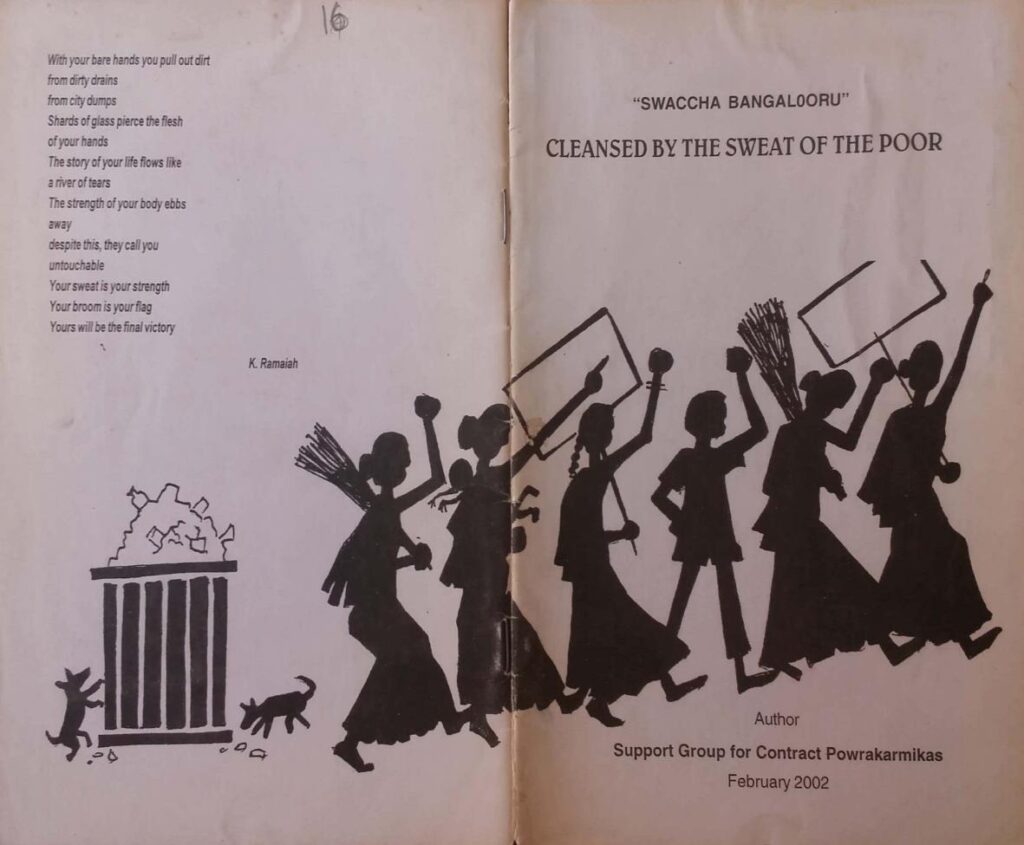 16
With your bare hands you pull out dirt
from dirty drains
from city dumps
Shards of glass pierce the flesh
of your hands
The story of your life flows like
a river of tears
The strength of your body ebbs
away
despite this, they call you
untouchable
Your sweat is your strength
Your broom is your flag
Yours will be the final victory
K. Ramaiah
“SWACCHA BANGALOORU”
CLEANSED BY THE SWEAT OF THE POOR
Author
Support Group for Contract Powrakarmikas
February 2002